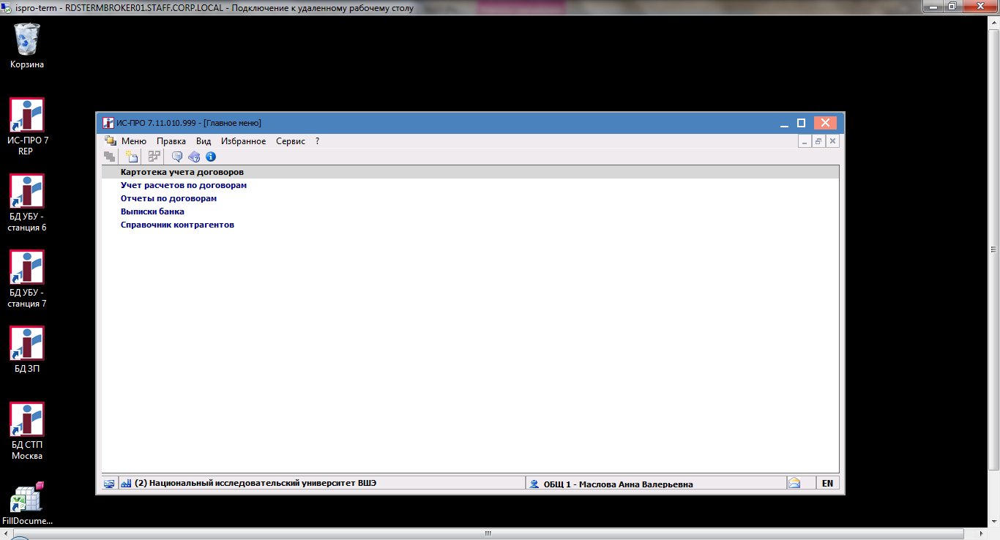 ispro-term - RDSTERMBROKER01.STAFF.CORP.LOCAL - Подключение к удаленному рабочему столу
Корзина
ИС-ПРО 7
REP
БД УБУ -
станция 6
БД УБУ -
станция 7
БД ЗП
БД СТП
Москва
FillDocume...
ИС-ПРО 7.11.010.999 - [Главное меню]
Меню Правка Вид Избранное Сервис ?
Картотека учета договоров
Учет расчетов по договорам
Отчеты по договорам
Выписки банка
Справочник контрагентов
(2) Национальный исследовательский университет ВШЭ
ОБЩ 1 - Маслова Анна Валерьевна
EN